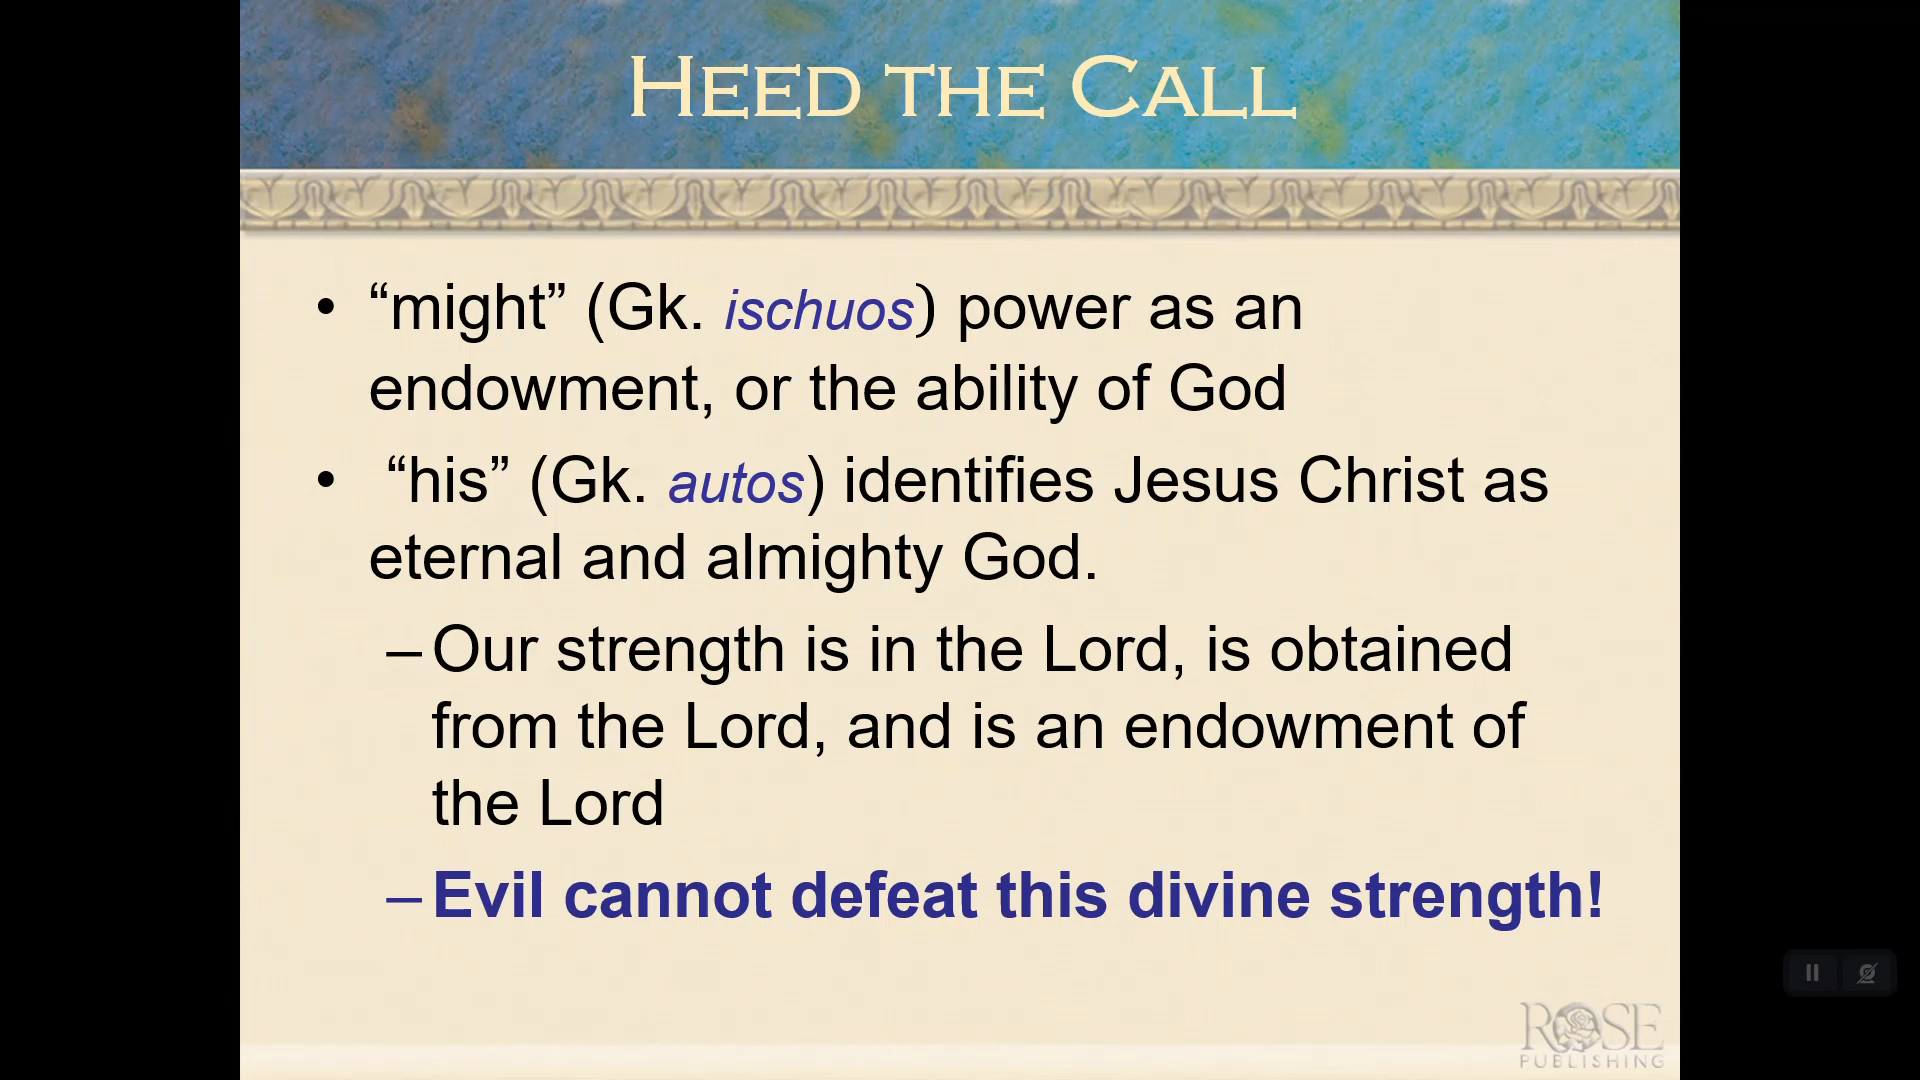 HEED THE CALL
• “might” (Gk. ischuos) power as an
endowment, or the ability of God
• “his” (Gk. autos) identifies Jesus Christ as
eternal and almighty God.
– Our strength is in the Lord, is obtained
from the Lord, and is an endowment of
the Lord
– Evil cannot defeat this divine strength!
ROSE
PUBLISHING